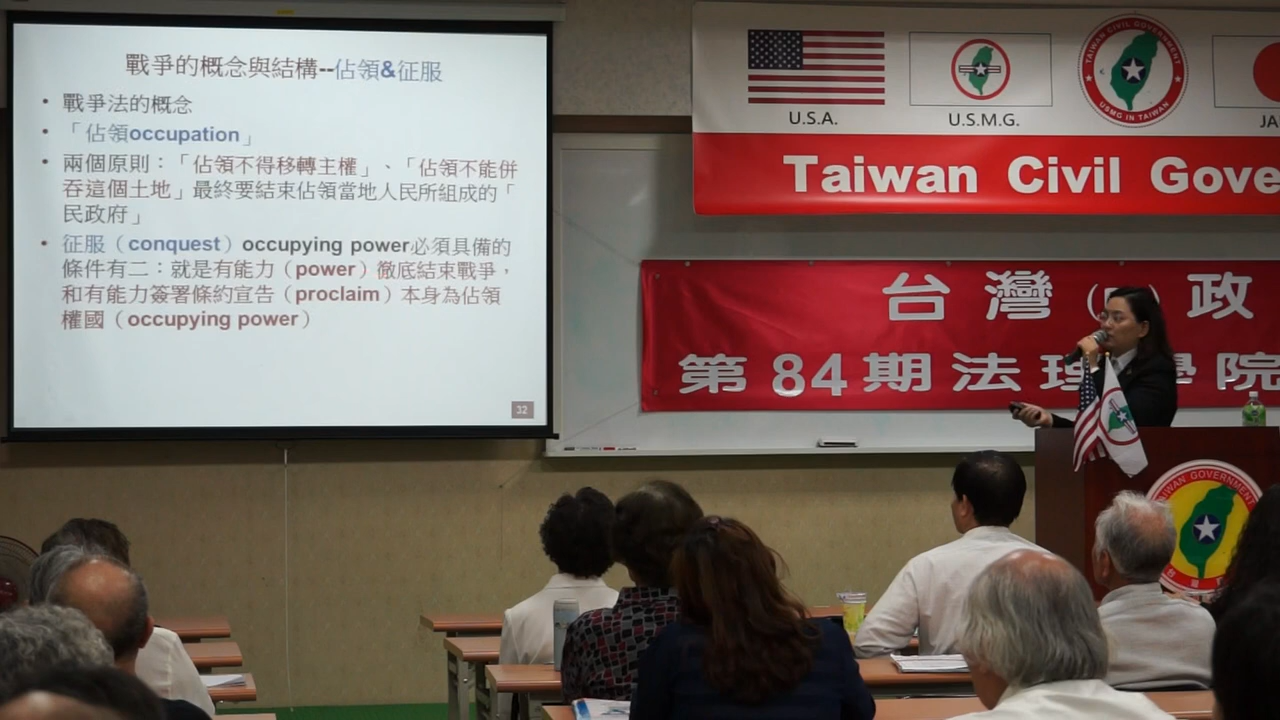 戰爭的概念與結構--佔領&征服
• 戰爭法的概念
• 「佔領occupation」
• 兩個原則：「佔領不得移轉主權」、「佔領不能併
吞這個土地」最終要結束佔領當地人民所組成的「
民政府」
• 征服（conquest）occupying power必須具備的
條件有二：就是有能力（power）徹底結束戰爭，
和有能力簽署條約宣告（proclaim）本身為佔領
權國（occupying power）
32
U.S.A.
U.S.M.G.
TAIWAN CIVIL GOVERNMENT
USMG IN TAIWAN
JA
Taiwan Civil Gove
台灣 政
第84期法理學院
IWAN GOVERNMENT